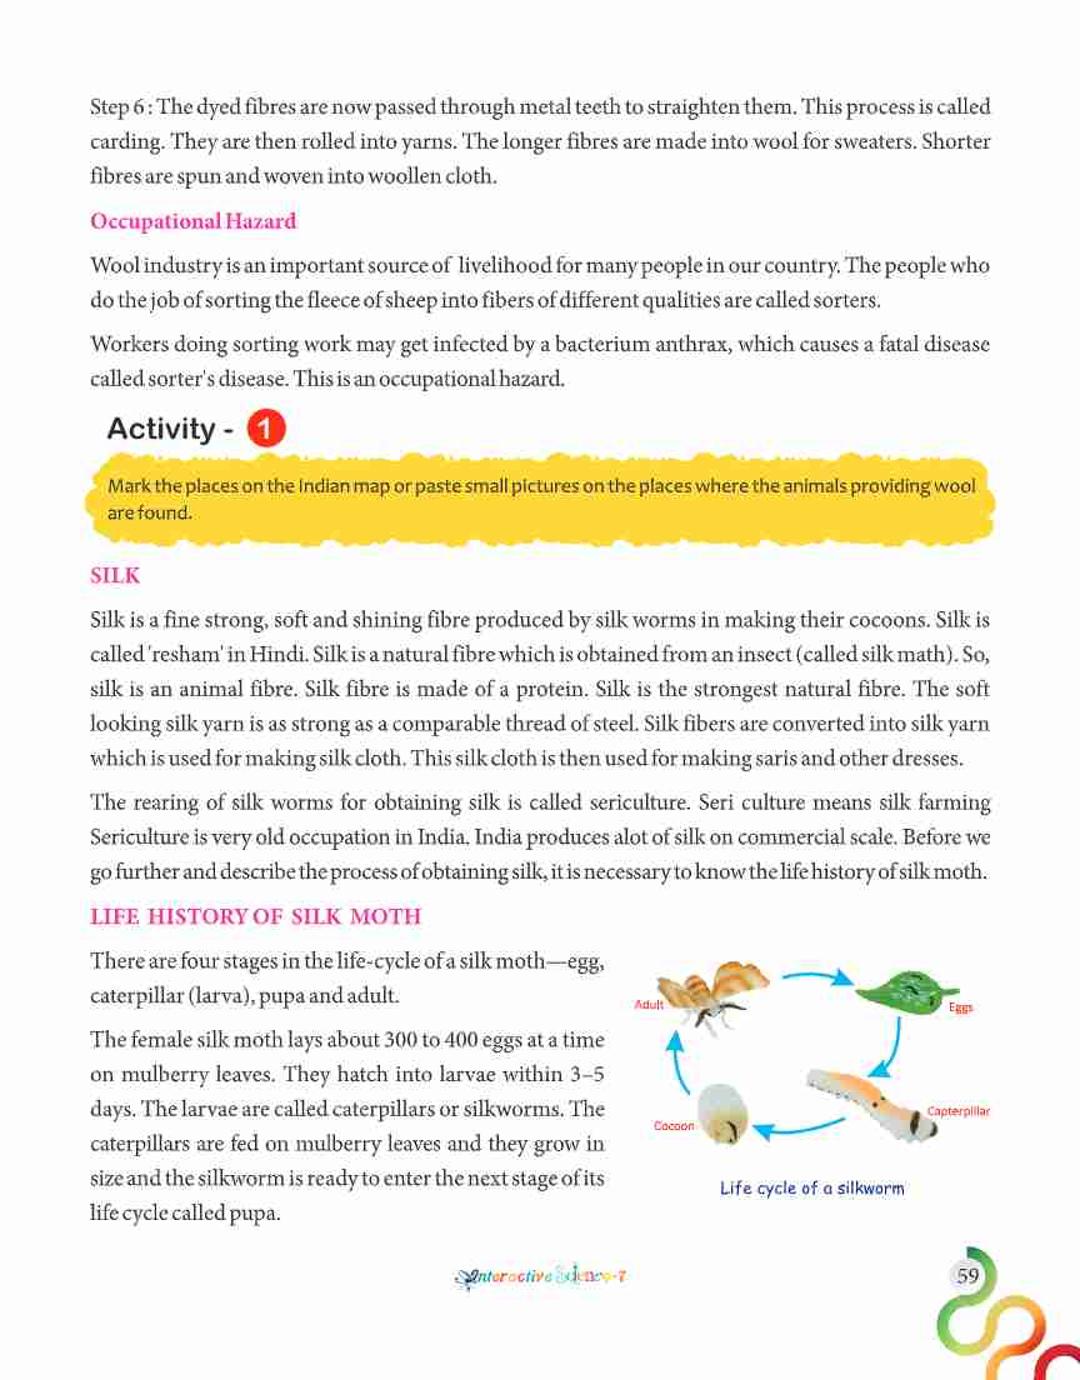 Step 6 : The dyed fibres are now passed through metal teeth to straighten them. This process is called
carding. They are then rolled into yarns. The longer fibres are made into wool for sweaters. Shorter
fibres are spun and woven into woollen cloth.
Occupational Hazard
Wool industry is an important source of livelihood for many people in our country. The people who
do the job of sorting the fleece of sheep into fibers of different qualities are called sorters.
Workers doing sorting work may get infected by a bacterium anthrax, which causes a fatal disease
called sorter's disease. This is an occupational hazard.
Activity - 1
Mark the places on the Indian map or paste small pictures on the places where the animals providing wool
are found.
SILK
Silk is a fine strong, soft and shining fibre produced by silk worms in making their cocoons. Silk is
called 'resham' in Hindi. Silk is a natural fibre which is obtained from an insect (called silk math). So,
silk is an animal fibre. Silk fibre is made of a protein. Silk is the strongest natural fibre. The soft
looking silk yarn is as strong as a comparable thread of steel. Silk fibers are converted into silk yarn
which is used for making silk cloth. This silk cloth is then used for making saris and other dresses.
The rearing of silk worms for obtaining silk is called sericulture. Seri culture means silk farming
Sericulture is very old occupation in India. India produces alot of silk on commercial scale. Before we
go further and describe the process of obtaining silk, it is necessary to know the life history of silk moth.
LIFE HISTORY OF SILK MOTH
There are four stages in the life-cycle of a silk moth—egg,
caterpillar (larva), pupa and adult.
The female silk moth lays about 300 to 400 eggs at a time
on mulberry leaves. They hatch into larvae within 3–5
days. The larvae are called caterpillars or silkworms. The
caterpillars are fed on mulberry leaves and they grow in
size and the silkworm is ready to enter the next stage of its
life cycle called pupa.
Adult
Eggs
Capterpillar
Cocoon
Life cycle of a silkworm
Interactive Science-7
59